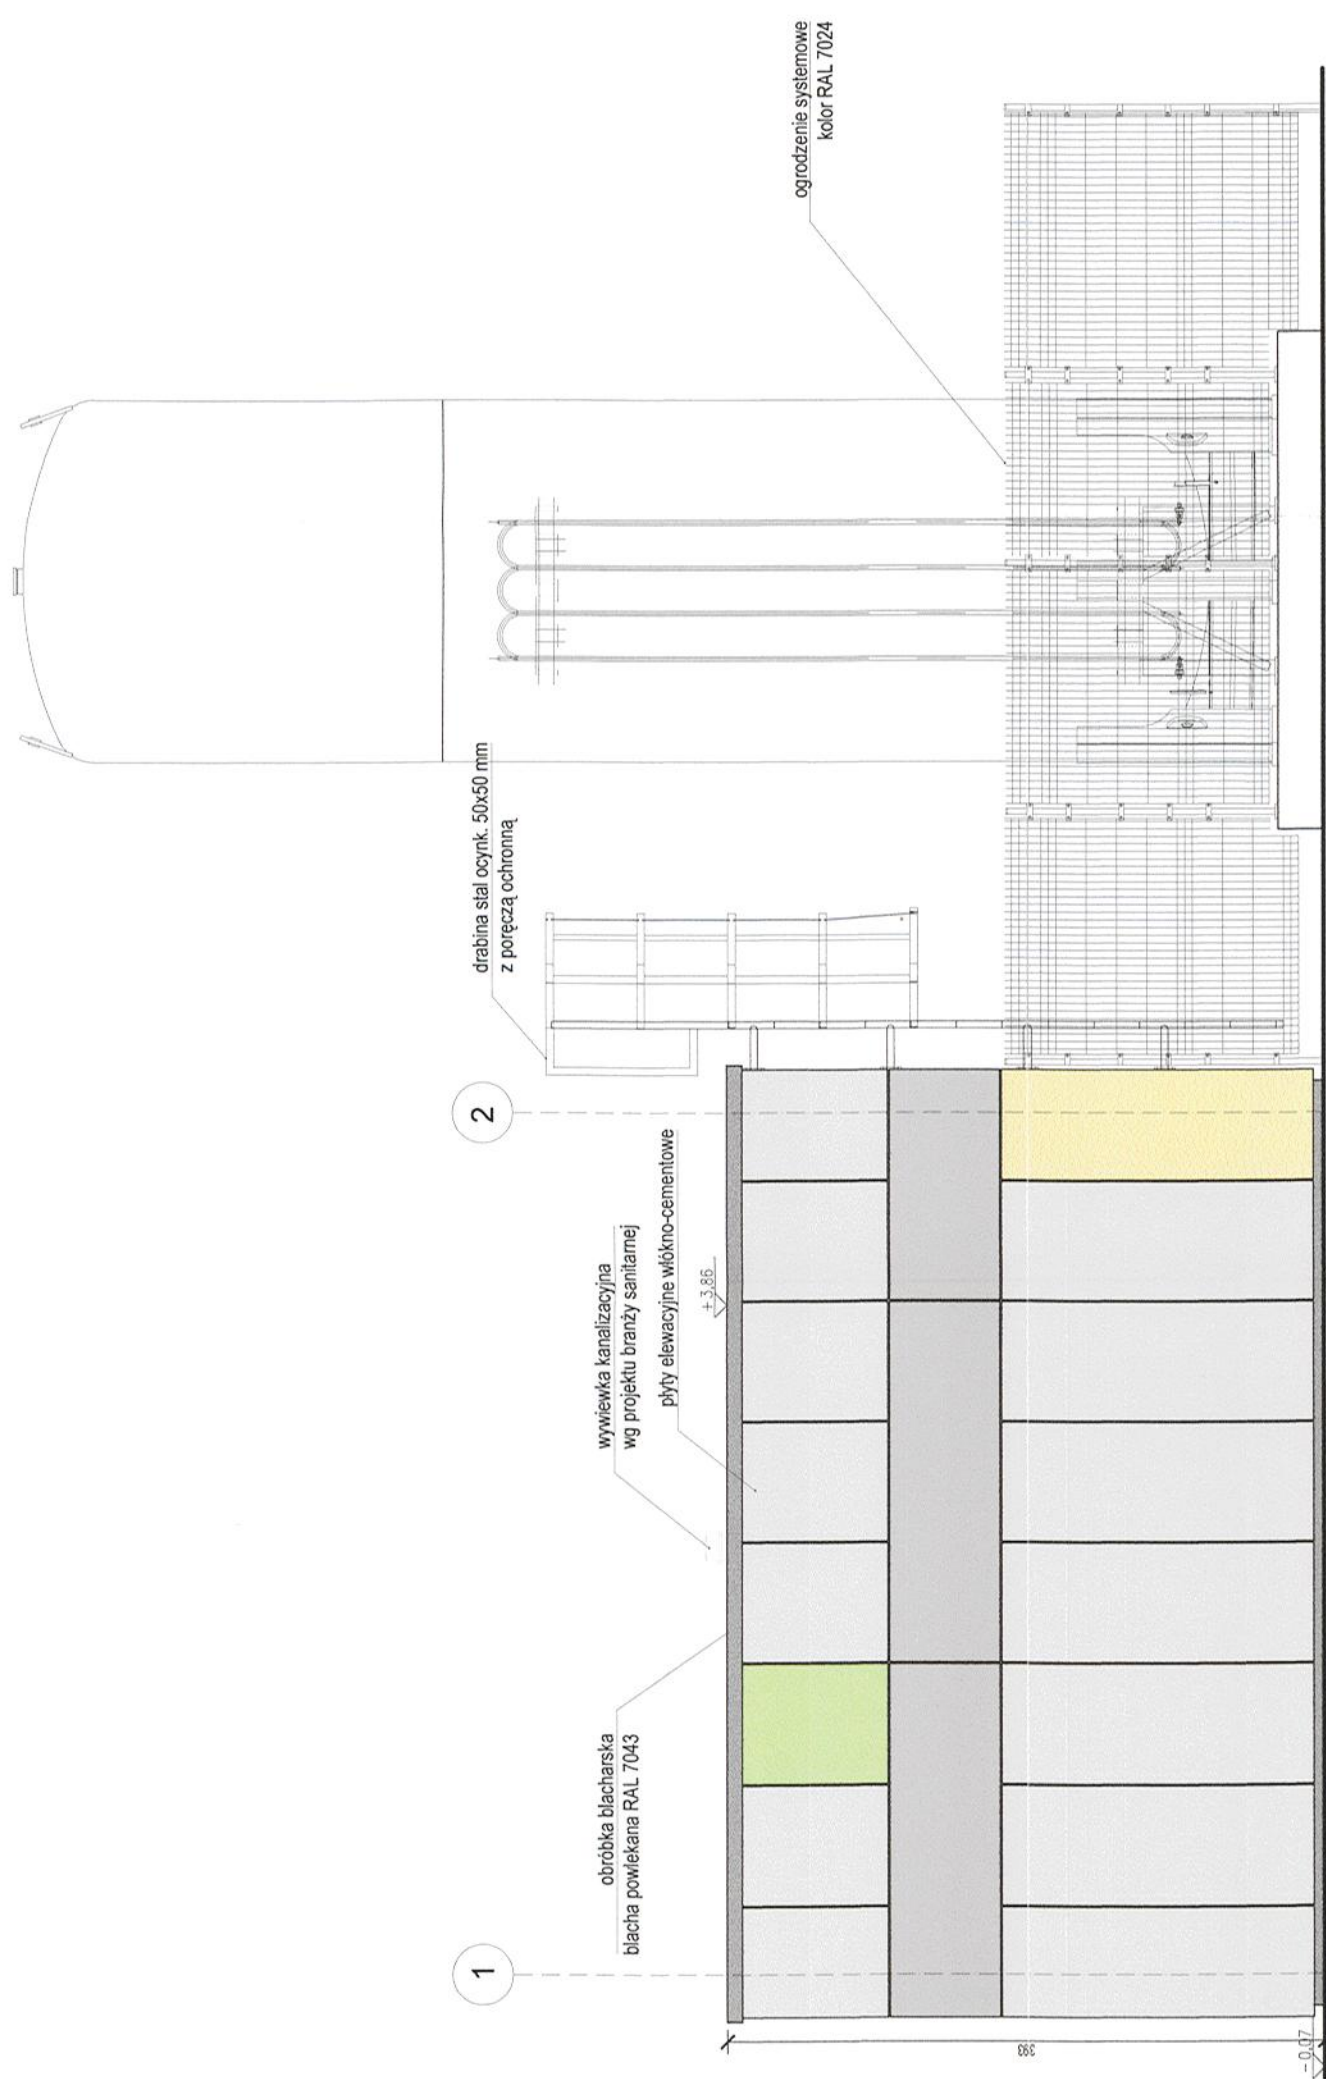 1
2
obróbka blacharska
blacha powlekana RAL 7043
wywiewka kanalizacyjna
wg projektu branży sanitarnej
płyty elewacyjne włókno-cementowe
+3,86
drabina stal ocynk. 50x50 mm
z poręczą ochronną
ogrodzenie systemowe
kolor RAL 7024
393
-0,07